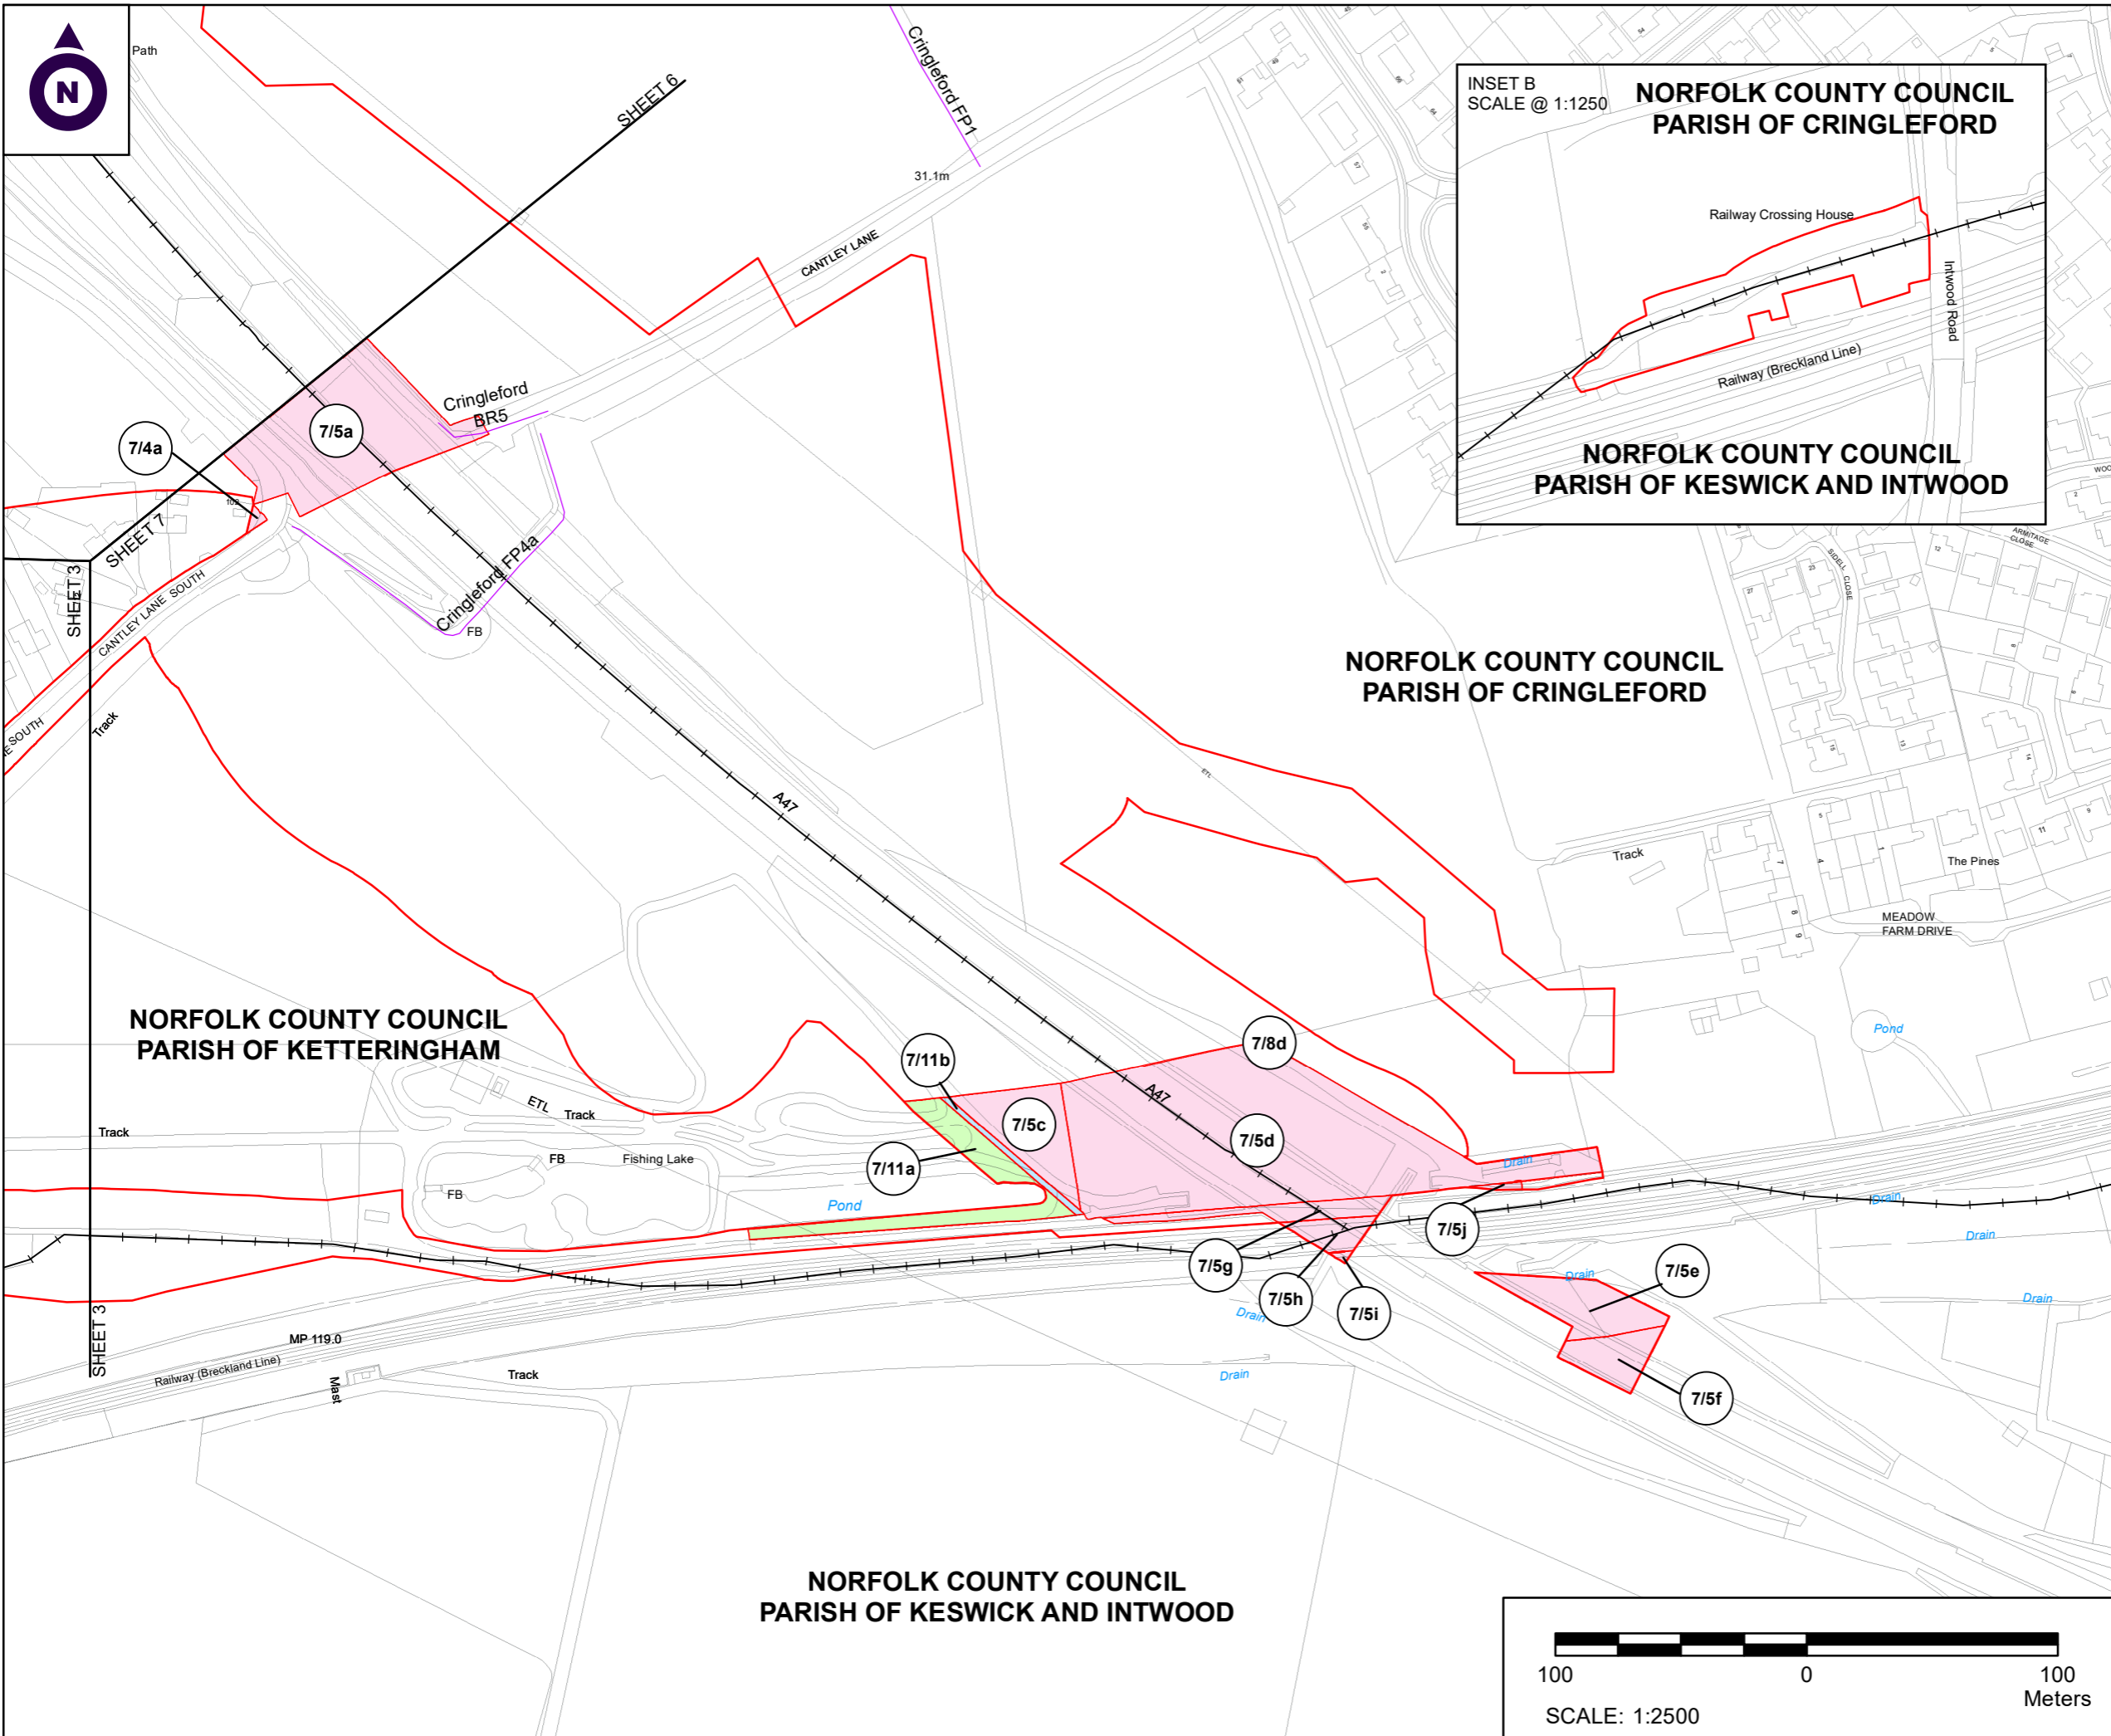 N
Path
SHEET 6
Cringleford FP1
31.1m
CANTLEY LANE
INSET B
SCALE @ 1:1250
NORFOLK COUNTY COUNCIL
PARISH OF CRINGLEFORD
Railway Crossing House
Intwood Road
Railway (Breckland Line)
NORFOLK COUNTY COUNCIL
PARISH OF KESWICK AND INTWOOD
Cringleford
BR5
7/5a
7/4a
SHEET 7
SHEET 3
CANTLEY LANE SOUTH
SOUTH
Track
Cringleford FP4a
FB
ARMITAGE
CLOSE
SIDELL CLOSE
NORFOLK COUNTY COUNCIL
PARISH OF CRINGLEFORD
ETL
A47
Track
The Pines
MEADOW
FARM DRIVE
Pond
NORFOLK COUNTY COUNCIL
PARISH OF KETTERINGHAM
7/11b
7/8d
A47
ETL
Track
Track
7/5c
7/5d
7/11a
FB
Fishing Lake
FB
Pond
Drain
Drain
Drain
7/5j
7/5g
7/5h
7/5i
Drain
7/5e
Drain
Drain
7/5f
SHEET 3
MP 119.0
Railway (Breckland Line)
Mast
Track
Drain
NORFOLK COUNTY COUNCIL
PARISH OF KESWICK AND INTWOOD
100 0 100
Meters
SCALE: 1:2500